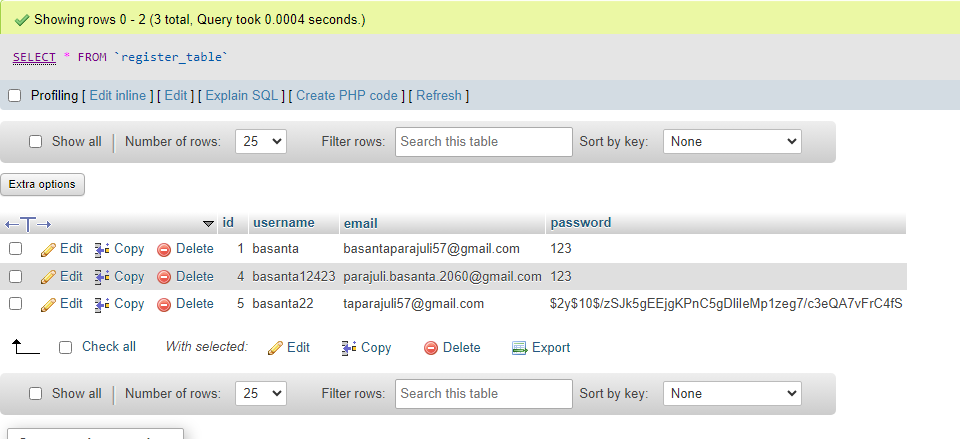 Showing rows 0 - 2 (3 total, Query took 0.0004 seconds.)
SELECT * FROM `register_table`
Profiling [ Edit inline ] [ Edit ] [ Explain SQL ] [ Create PHP code ] [ Refresh ]
Show all Number of rows: 25 Filter rows: Search this table Sort by key: None
Extra options
id username email password
Edit Copy Delete 1 basanta basantaparajuli57@gmail.com 123
Edit Copy Delete 4 basanta12423 parajuli.basanta.2060@gmail.com 123
Edit Copy Delete 5 basanta22 taparajuli57@gmail.com $2y$10$/zSJk5gEEjgKPnC5gDlileMp1zeg7/c3eQA7vFrC4fS
Check all With selected: Edit Copy Delete Export
Show all Number of rows: 25 Filter rows: Search this table Sort by key: None